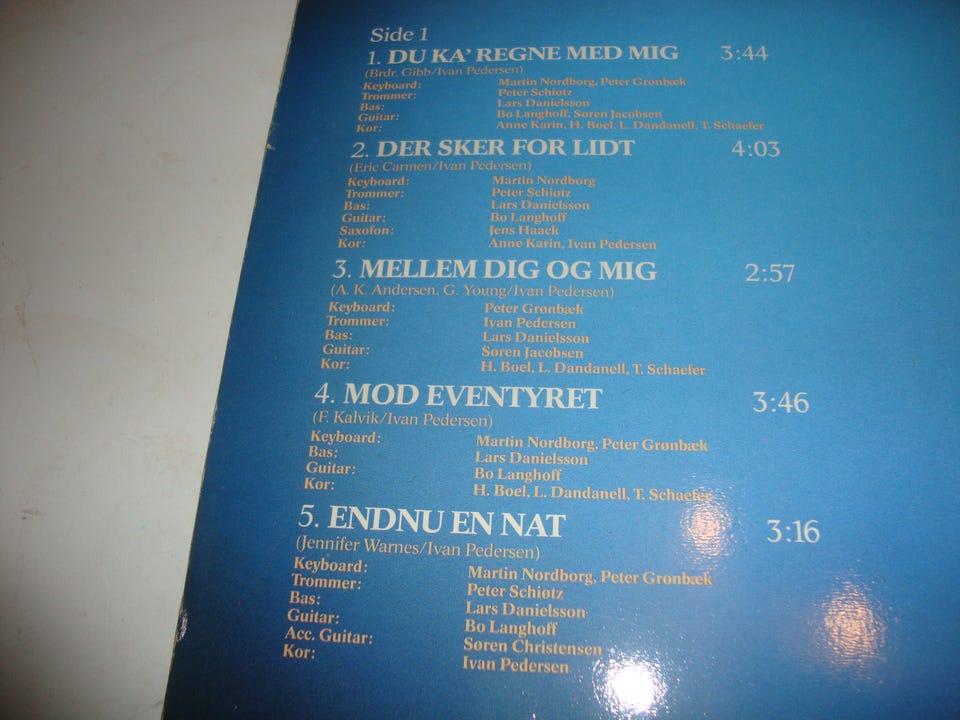 Side 1
1. DU KA' REGNE MED MIG 3:44
(Brdr. Gibb/Ivan Pedersen)
Keyboard: Martin Nordborg, Peter Grønbæk
Trommer: Peter Schiøtz
Bas: Lars Danielsson
Guitar: Bo Langhoff, Søren Jacobsen
Kor: Anne Karin, H. Boel, L. Dandanell, T. Schaefer
2. DER SKER FOR LIDT 4:03
(Eric Carmen/Ivan Pedersen)
Keyboard: Martin Nordborg
Trommer: Peter Schiøtz
Bas: Lars Danielsson
Guitar: Bo Langhoff
Saxofon: Jens Haack
Kor: Anne Karin, Ivan Pedersen
3. MELLEM DIG OG MIG 2:57
(A. K. Andersen, G. Young/Ivan Pedersen)
Keyboard: Peter Grønbæk
Trommer: Ivan Pedersen
Bas: Lars Danielsson
Guitar: Søren Jacobsen
Kor: H. Boel, L. Dandanell, T. Schaefer
4. MOD EVENTYRET 3:46
(F. Kalvik/Ivan Pedersen)
Keyboard: Martin Nordborg, Peter Grønbæk
Bas: Lars Danielsson
Guitar: Bo Langhoff
Kor: H. Boel, L. Dandanell, T. Schaefer
5. ENDNU EN NAT 3:16
(Jennifer Warnes/Ivan Pedersen)
Keyboard: Martin Nordborg, Peter Grønbæk
Trommer: Peter Schiøtz
Bas: Lars Danielsson
Guitar: Bo Langhoff
Acc. Guitar: Søren Christensen
Kor: Ivan Pedersen